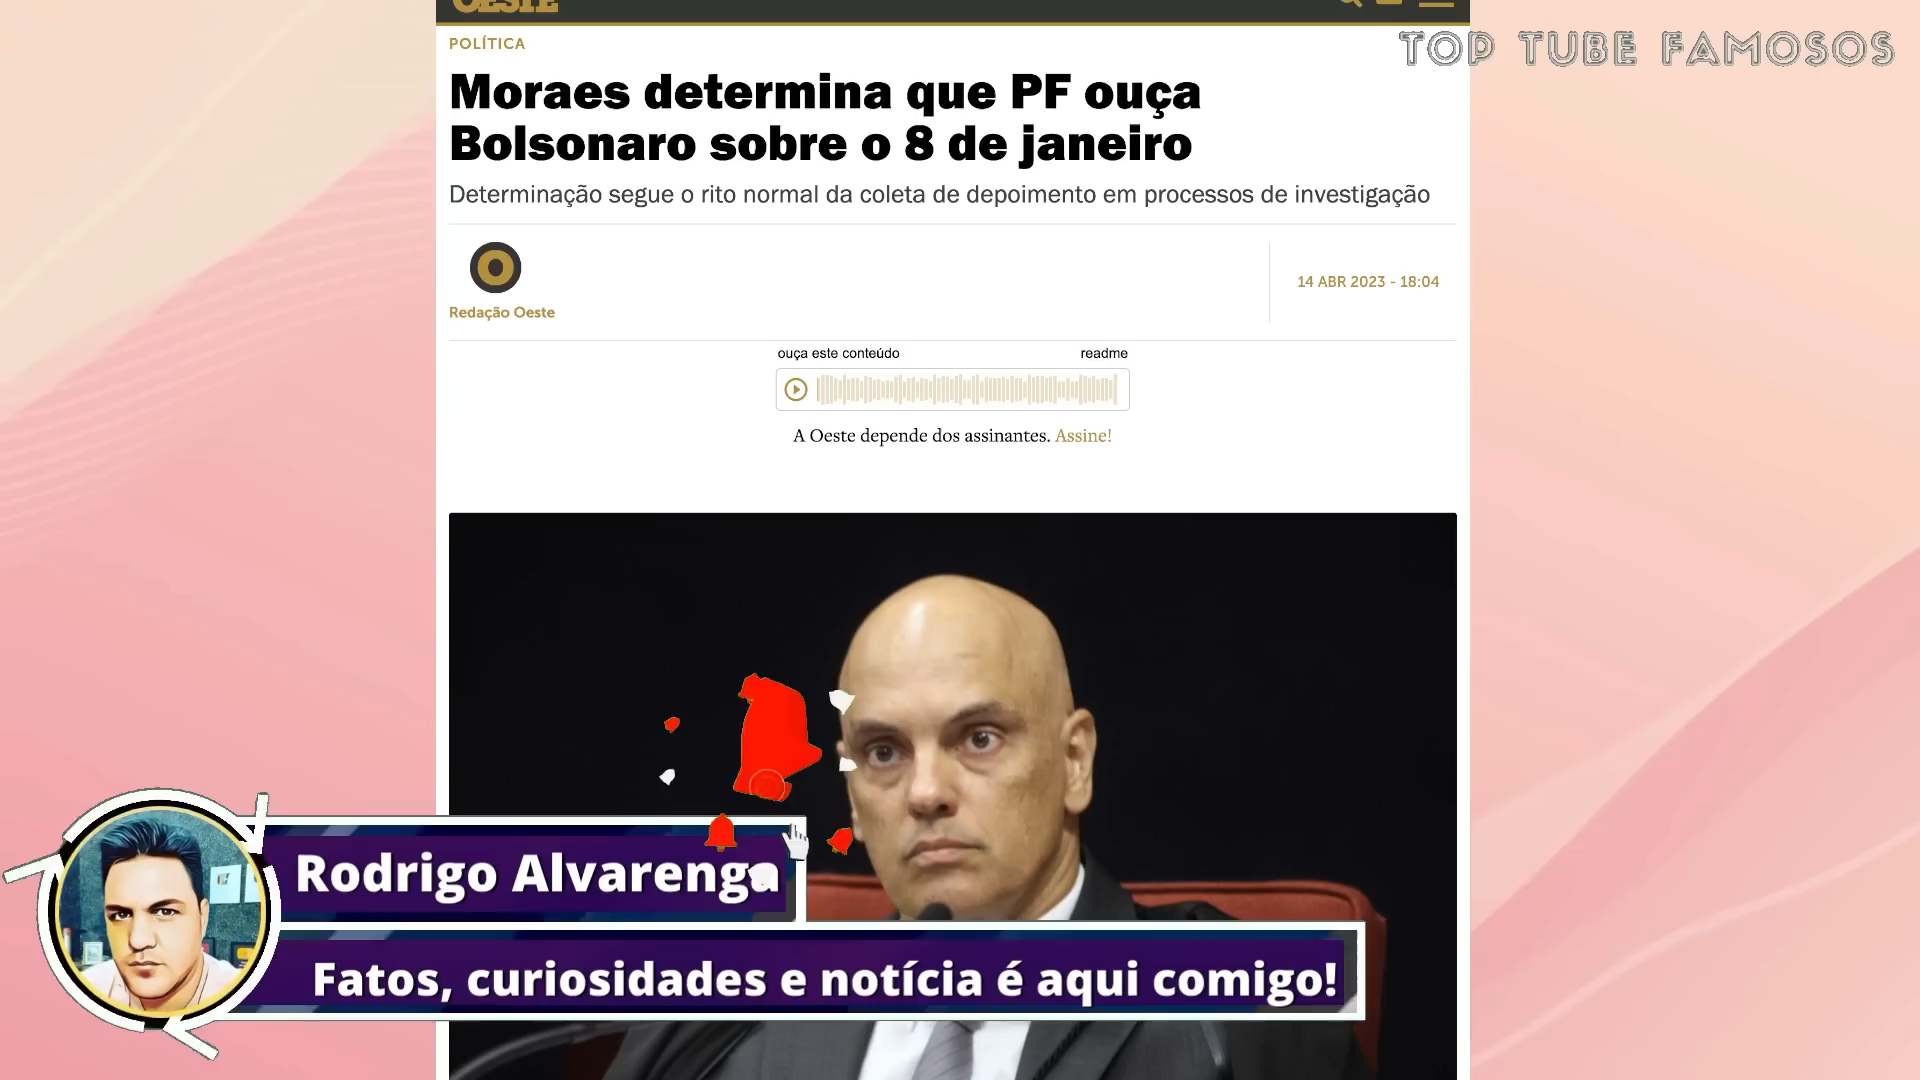 OESTE
TOP TUBE FAMOSOS
POLÍTICA
Moraes determina que PF ouça
Bolsonaro sobre o 8 de janeiro
Determinação segue o rito normal da coleta de depoimento em processos de investigação
Redação Oeste
14 ABR 2023 - 18:04
ouça este conteúdo
readme
A Oeste depende dos assinantes. Assine!
Rodrigo Alvarenga
Fatos, curiosidades e notícia é aqui comigo!